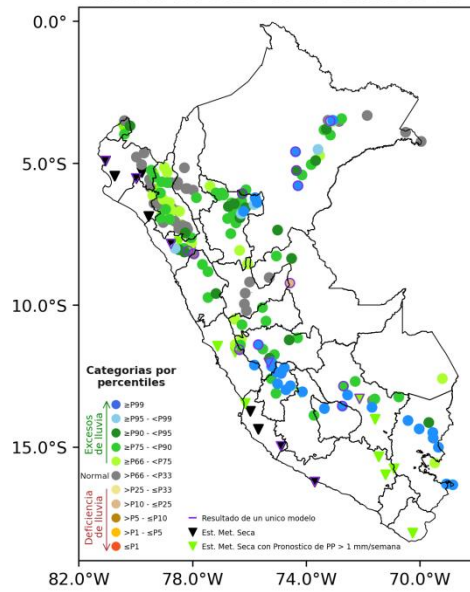 0.0°
5.0°S
10.0°S
15.0°S
82.0°W
78.0°W
74.0°W
70.0°W
Categorias por
percentiles
Excesos
de lluvia
Normal
Deficiencia
de lluvia
≥P99
≥P95 - <P99
≥P90 - <P95
≥P75 - <P90
≥P66 - <P75
>P66 - <P33
>P25 - ≤P33
>P10 - ≤P25
>P5 - ≤P10
>P1 - ≤P5
≤P1
Resultado de un unico modelo
Est. Met. Seca
Est. Met. Seca con Pronostico de PP > 1 mm/semana